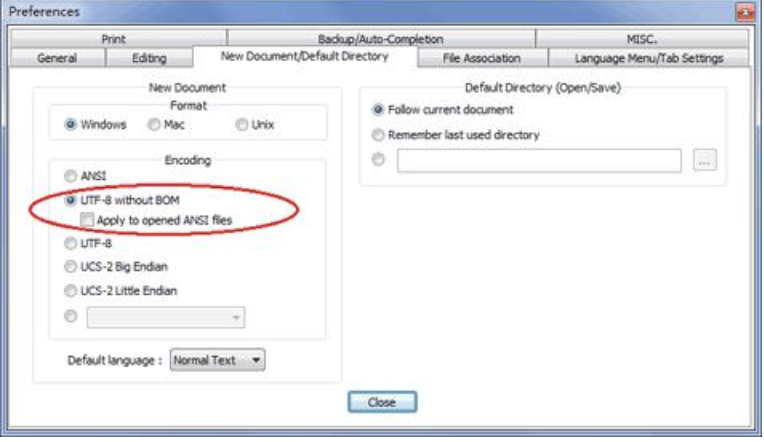 Preferences
Print
Backup/Auto-Completion
MISC.
General
Editing
New Document/Default Directory
File Association
Language Menu/Tab Settings
New Document
Format
Windows
Mac
Unix
Encoding
ANSI
UTF-8 without BOM
Apply to opened ANSI files
UTF-8
UCS-2 Big Endian
UCS-2 Little Endian
Default language :
Normal Text
Default Directory (Open/Save)
Follow current document
Remember last used directory
...
Close